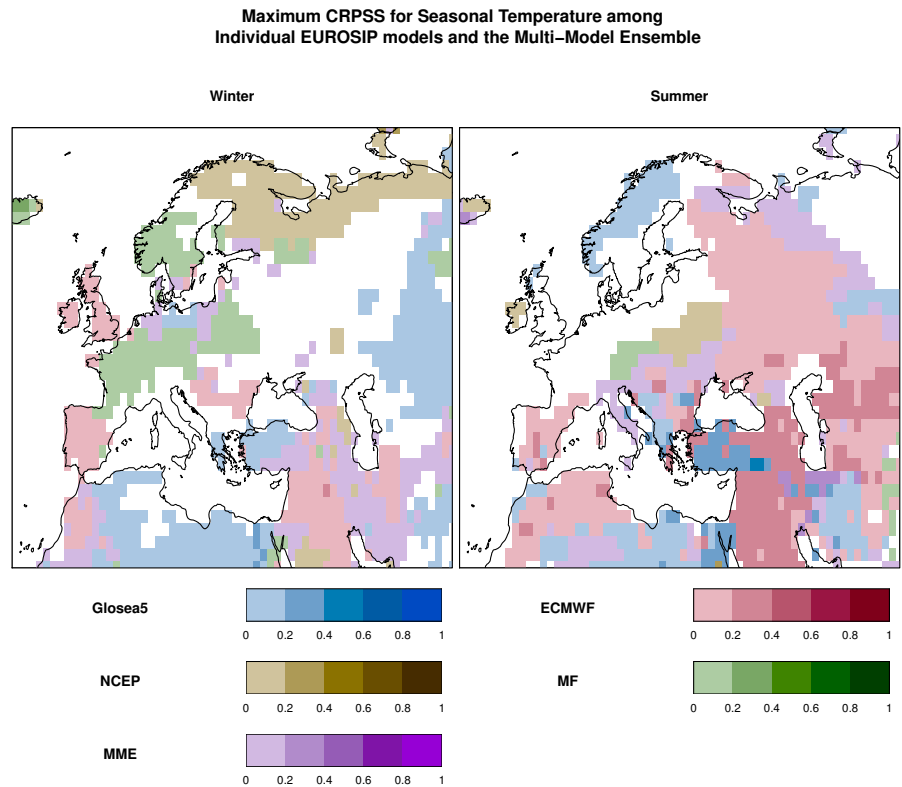 Maximum CRPSS for Seasonal Temperature among
Individual EUROSIP models and the Multi−Model Ensemble
Winter
Summer
Glosea5
0 0.2 0.4 0.6 0.8 1
ECMWF
0 0.2 0.4 0.6 0.8 1
NCEP
0 0.2 0.4 0.6 0.8 1
MF
0 0.2 0.4 0.6 0.8 1
MME
0 0.2 0.4 0.6 0.8 1